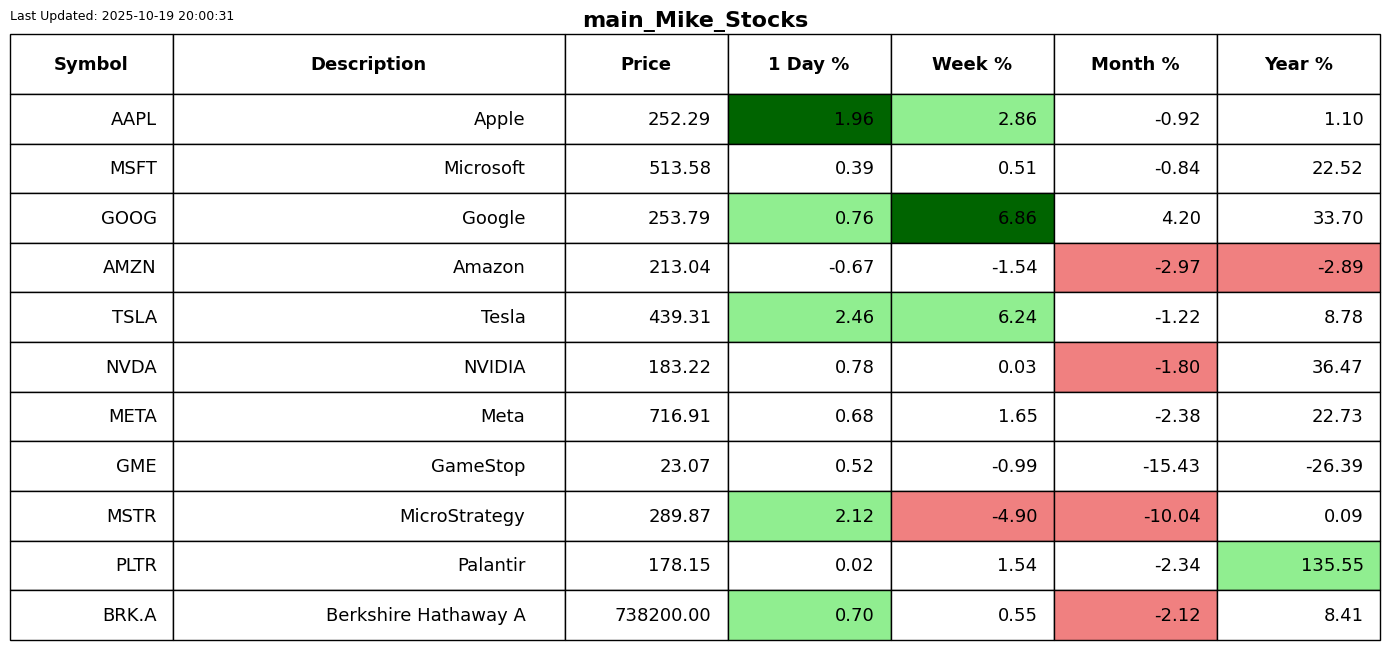 Last Updated: 2025-10-19 20:00:31
main_Mike_Stocks
Symbol Description Price 1 Day % Week % Month % Year %
AAPL Apple 252.29 1.96 2.86 -0.92 1.10
MSFT Microsoft 513.58 0.39 0.51 -0.84 22.52
GOOG Google 253.79 0.76 6.86 4.20 33.70
AMZN Amazon 213.04 -0.67 -1.54 -2.97 -2.89
TSLA Tesla 439.31 2.46 6.24 -1.22 8.78
NVDA NVIDIA 183.22 0.78 0.03 -1.80 36.47
META Meta 716.91 0.68 1.65 -2.38 22.73
GME GameStop 23.07 0.52 -0.99 -15.43 -26.39
MSTR MicroStrategy 289.87 2.12 -4.90 -10.04 0.09
PLTR Palantir 178.15 0.02 1.54 -2.34 135.55
BRK.A Berkshire Hathaway A 738200.00 0.70 0.55 -2.12 8.41